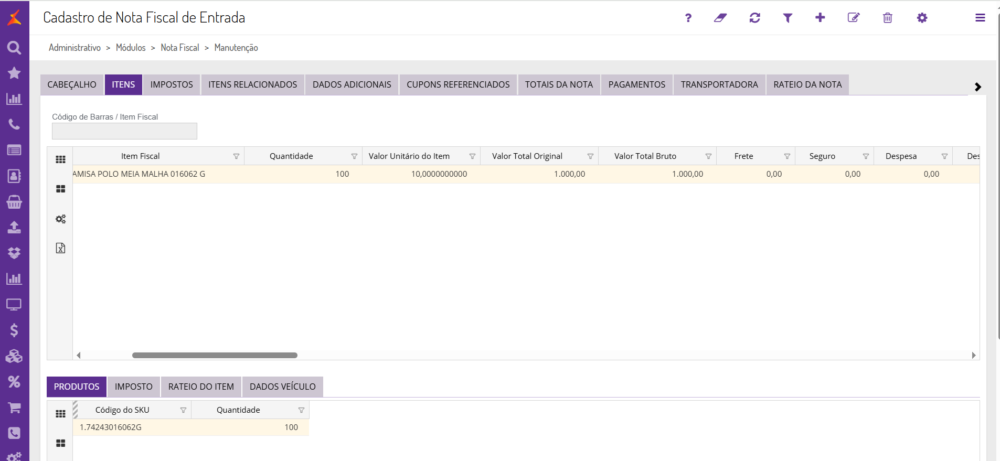 Cadastro de Nota Fiscal de Entrada
?
Administrativo > Módulos > Nota Fiscal > Manutenção
CABEÇALHO ITENS IMPOSTOS ITENS RELACIONADOS DADOS ADICIONAIS CUPONS REFERENCIADOS TOTAIS DA NOTA PAGAMENTOS TRANSPORTADORA RATEIO DA NOTA
Código de Barras / Item Fiscal
Item Fiscal Quantidade Valor Unitário do Item Valor Total Original Valor Total Bruto Frete Seguro Despesa Des
AMISA POLO MEIA MALHA 016062 G 100 10,0000000000 1.000,00 1.000,00 0,00 0,00 0,00
PRODUTOS IMPOSTO RATEIO DO ITEM DADOS VEÍCULO
Código do SKU Quantidade
1.74243016062G 100